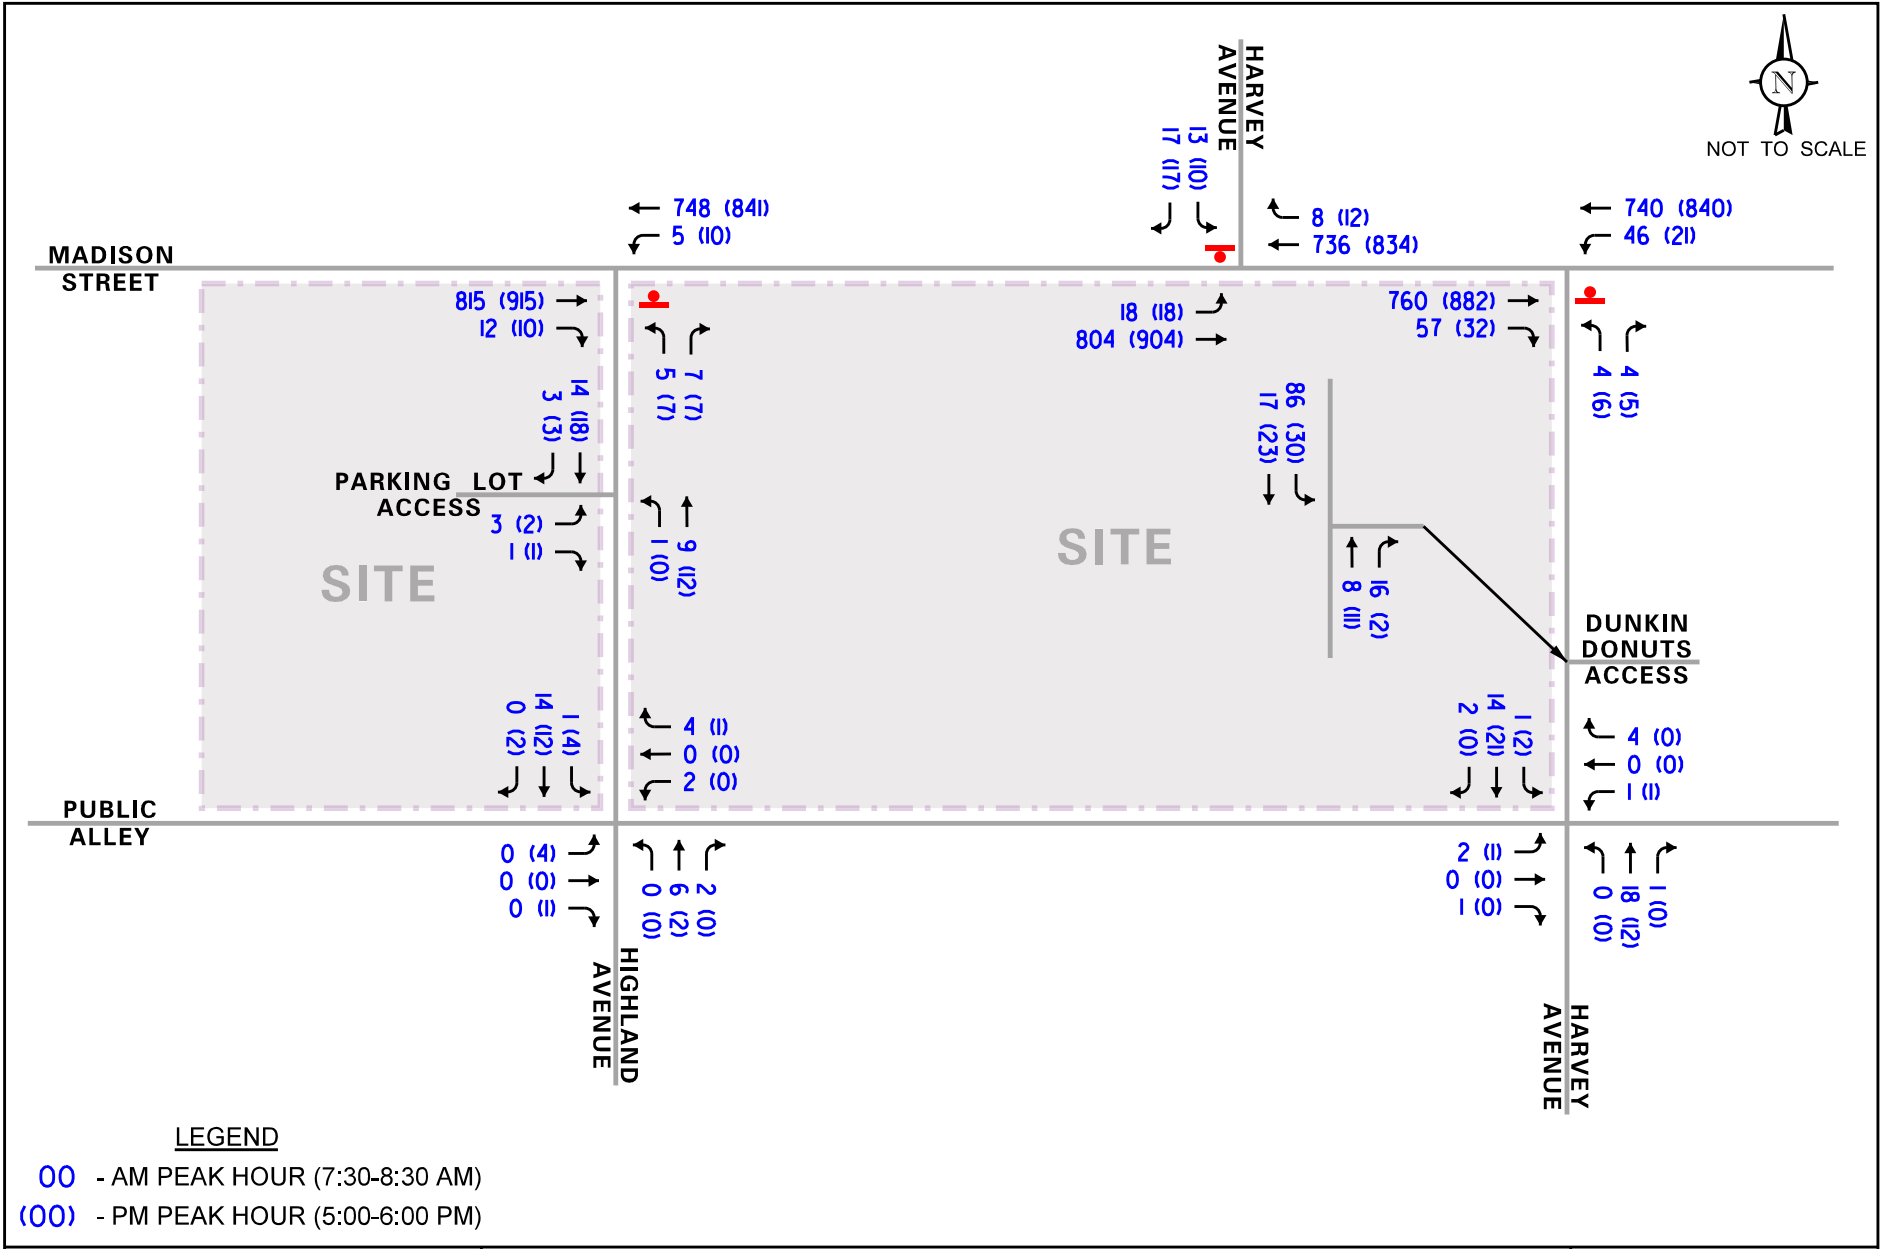 HARVEY
AVENUE
N
NOT TO SCALE
13 (10)
17 (17)
748 (841)
5 (10)
8 (12)
736 (834)
740 (840)
46 (21)
MADISON
STREET
815 (915)
12 (10)
18 (18)
804 (904)
760 (882)
57 (32)
7 (7)
5 (7)
4 (5)
4 (6)
14 (18)
3 (3)
86 (30)
17 (23)
PARKING LOT
ACCESS
3 (2)
1 (1)
9 (12)
1 (0)
SITE
SITE
16 (2)
8 (11)
DUNKIN
DONUTS
ACCESS
1 (4)
14 (12)
0 (2)
4 (1)
0 (0)
2 (0)
1 (2)
14 (21)
2 (0)
4 (0)
0 (0)
1 (1)
PUBLIC
ALLEY
0 (4)
0 (0)
0 (1)
2 (0)
6 (2)
0 (0)
2 (1)
0 (0)
1 (0)
1 (0)
18 (12)
0 (0)
HIGHLAND
AVENUE
HARVEY
AVENUE
LEGEND
00 - AM PEAK HOUR (7:30-8:30 AM)
(00) - PM PEAK HOUR (5:00-6:00 PM)